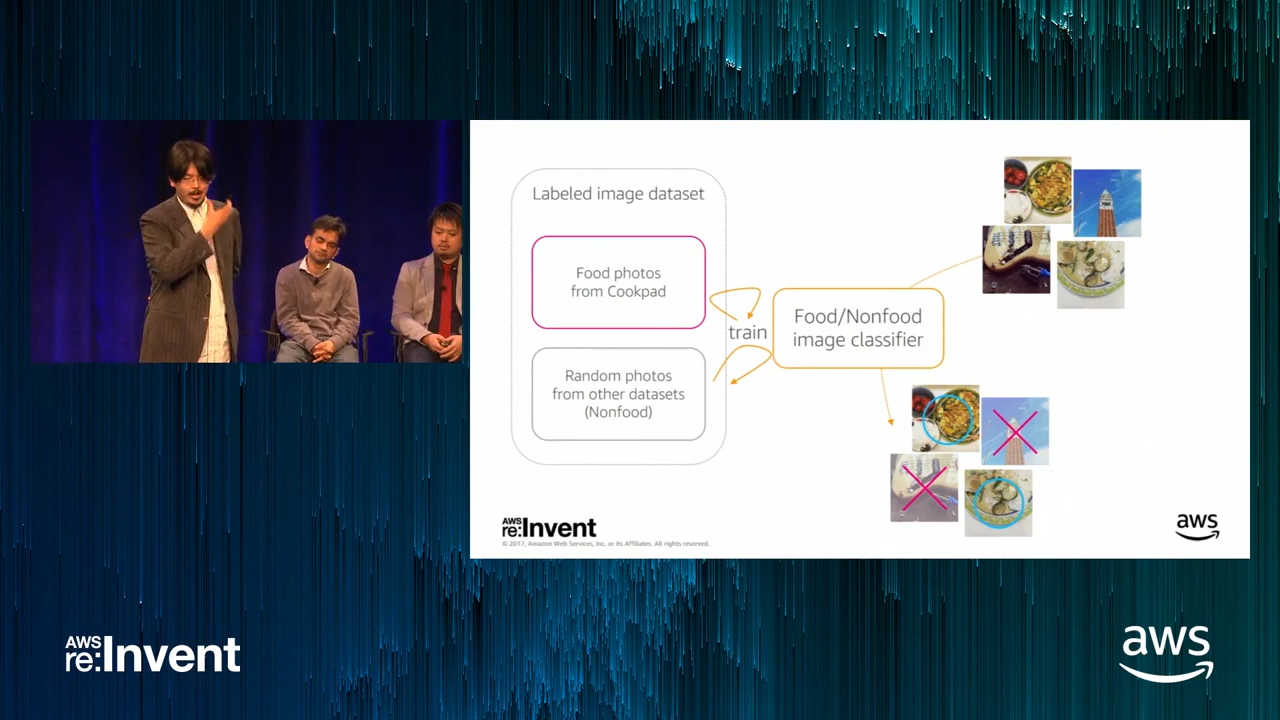 Labeled image dataset
Food photos
from Cookpad
Random photos
from other datasets
(Nonfood)
train
Food/Nonfood
image classifier
AWS
re:Invent
© 2017, Amazon Web Services, Inc. or its Affiliates. All rights reserved.
aws
AWS
re:Invent
aws